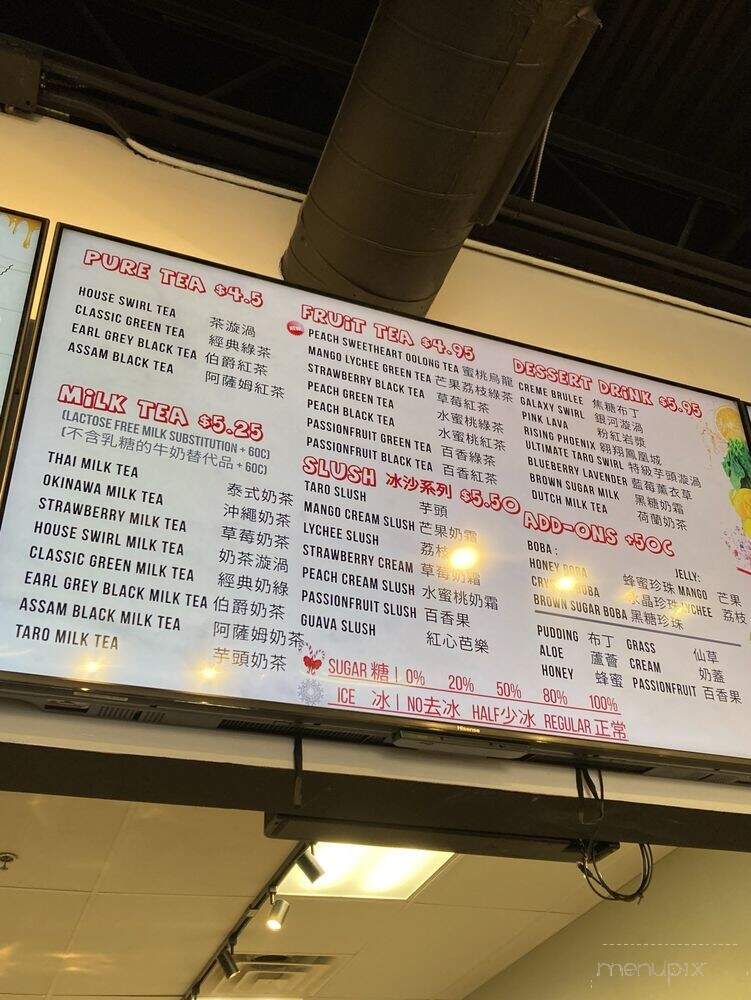 PURE TEA $4.5
HOUSE SWIRL TEA 茶漩渦
CLASSIC GREEN TEA 經典綠茶
EARL GREY BLACK TEA 伯爵紅茶
ASSAM BLACK TEA 阿薩姆紅茶
MILK TEA $5.25
(LACTOSE FREE MILK SUBSTITUTION + 60C)
(不含乳糖的牛奶替代品 + 60C)
THAI MILK TEA 泰式奶茶
OKINAWA MILK TEA 沖繩奶茶
STRAWBERRY MILK TEA 草莓奶茶
HOUSE SWIRL MILK TEA 奶茶漩渦
CLASSIC GREEN MILK TEA 經典奶綠
EARL GREY BLACK MILK TEA 伯爵奶茶
ASSAM BLACK MILK TEA 阿薩姆奶茶
TARO MILK TEA 芋頭奶茶
FRUIT TEA $4.95
PEACH SWEETHEART OOLONG TEA 蜜桃烏龍
MANGO LYCHEE GREEN TEA 芒果荔枝綠茶
STRAWBERRY BLACK TEA 草莓紅茶
PEACH GREEN TEA 水蜜桃綠茶
PEACH BLACK TEA 水蜜桃紅茶
PASSIONFRUIT GREEN TEA 百香綠茶
PASSIONFRUIT BLACK TEA 百香紅茶
SLUSH 冰沙系列 $5.50
TARO SLUSH 芋頭
MANGO CREAM SLUSH 芒果奶霜
LYCHEE SLUSH 荔枝
STRAWBERRY CREAM 草莓奶霜
PEACH CREAM SLUSH 水蜜桃奶霜
PASSIONFRUIT SLUSH 百香果
GUAVA SLUSH 紅心芭樂
DESSERT DRINK $5.95
CREME BRULEE 焦糖布丁
GALAXY SWIRL 銀河漩渦
PINK LAVA 粉紅岩漿
RISING PHOENIX 翱翔鳳凰城
ULTIMATE TARO SWIRL 特級芋頭漩渦
BLUEBERRY LAVENDER 藍莓薰衣草
BROWN SUGAR MILK 黑糖奶霜
DUTCH MILK TEA 荷蘭奶茶
ADD-ONS +50C
BOBA : JELLY:
HONEY BOBA 蜂蜜珍珠 MANGO 芒果
BOBA 水晶珍珠 LYCHEE 荔枝
BROWN SUGAR BOBA 黑糖珍珠
PUDDING 布丁 GRASS 仙草
ALOE 蘆薈 CREAM 奶蓋
HONEY 蜂蜜 PASSIONFRUIT 百香果
SUGAR 糖 | 0% 20% 50% 80% 100%
ICE 冰 | NO去冰 HALF少冰 REGULAR 正常
Hisense
menupix